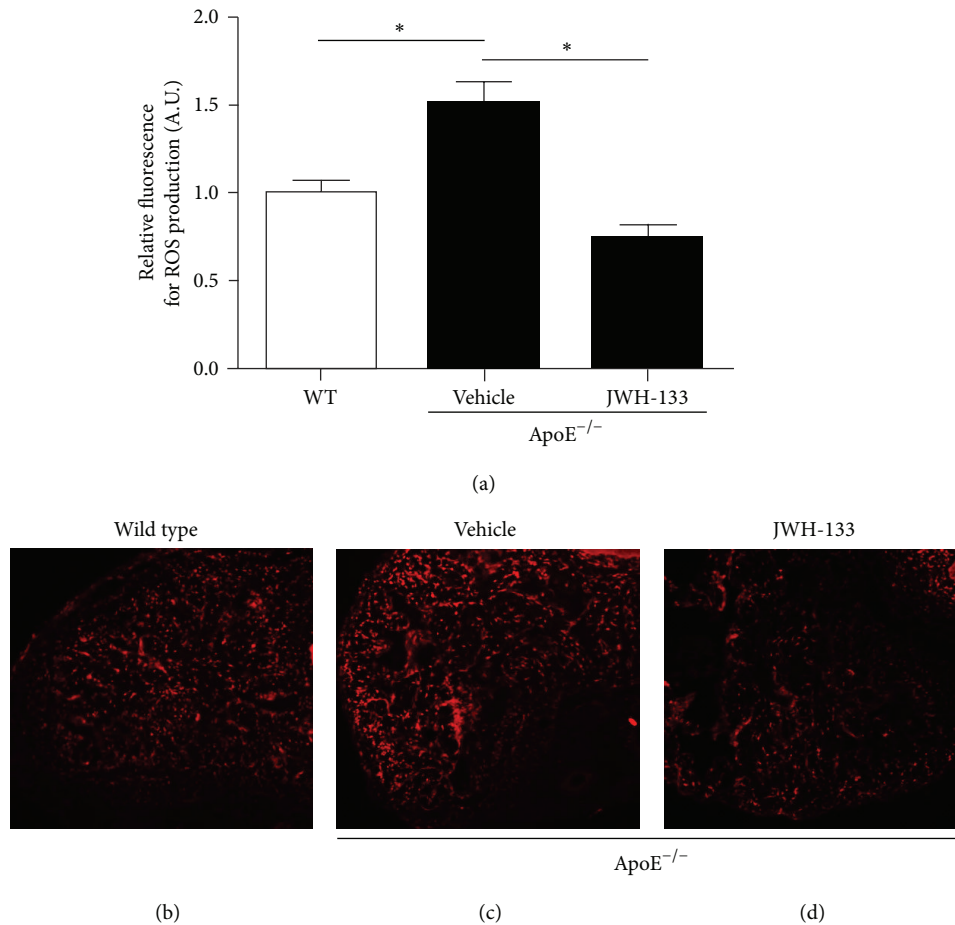 2.0
1.5
1.0
0.5
0.0
Relative fluorescence
for ROS production (A.U.)
*
*
WT
Vehicle
JWH-133
ApoE−/−
(a)
Wild type
Vehicle
JWH-133
ApoE−/−
(b)
(c)
(d)